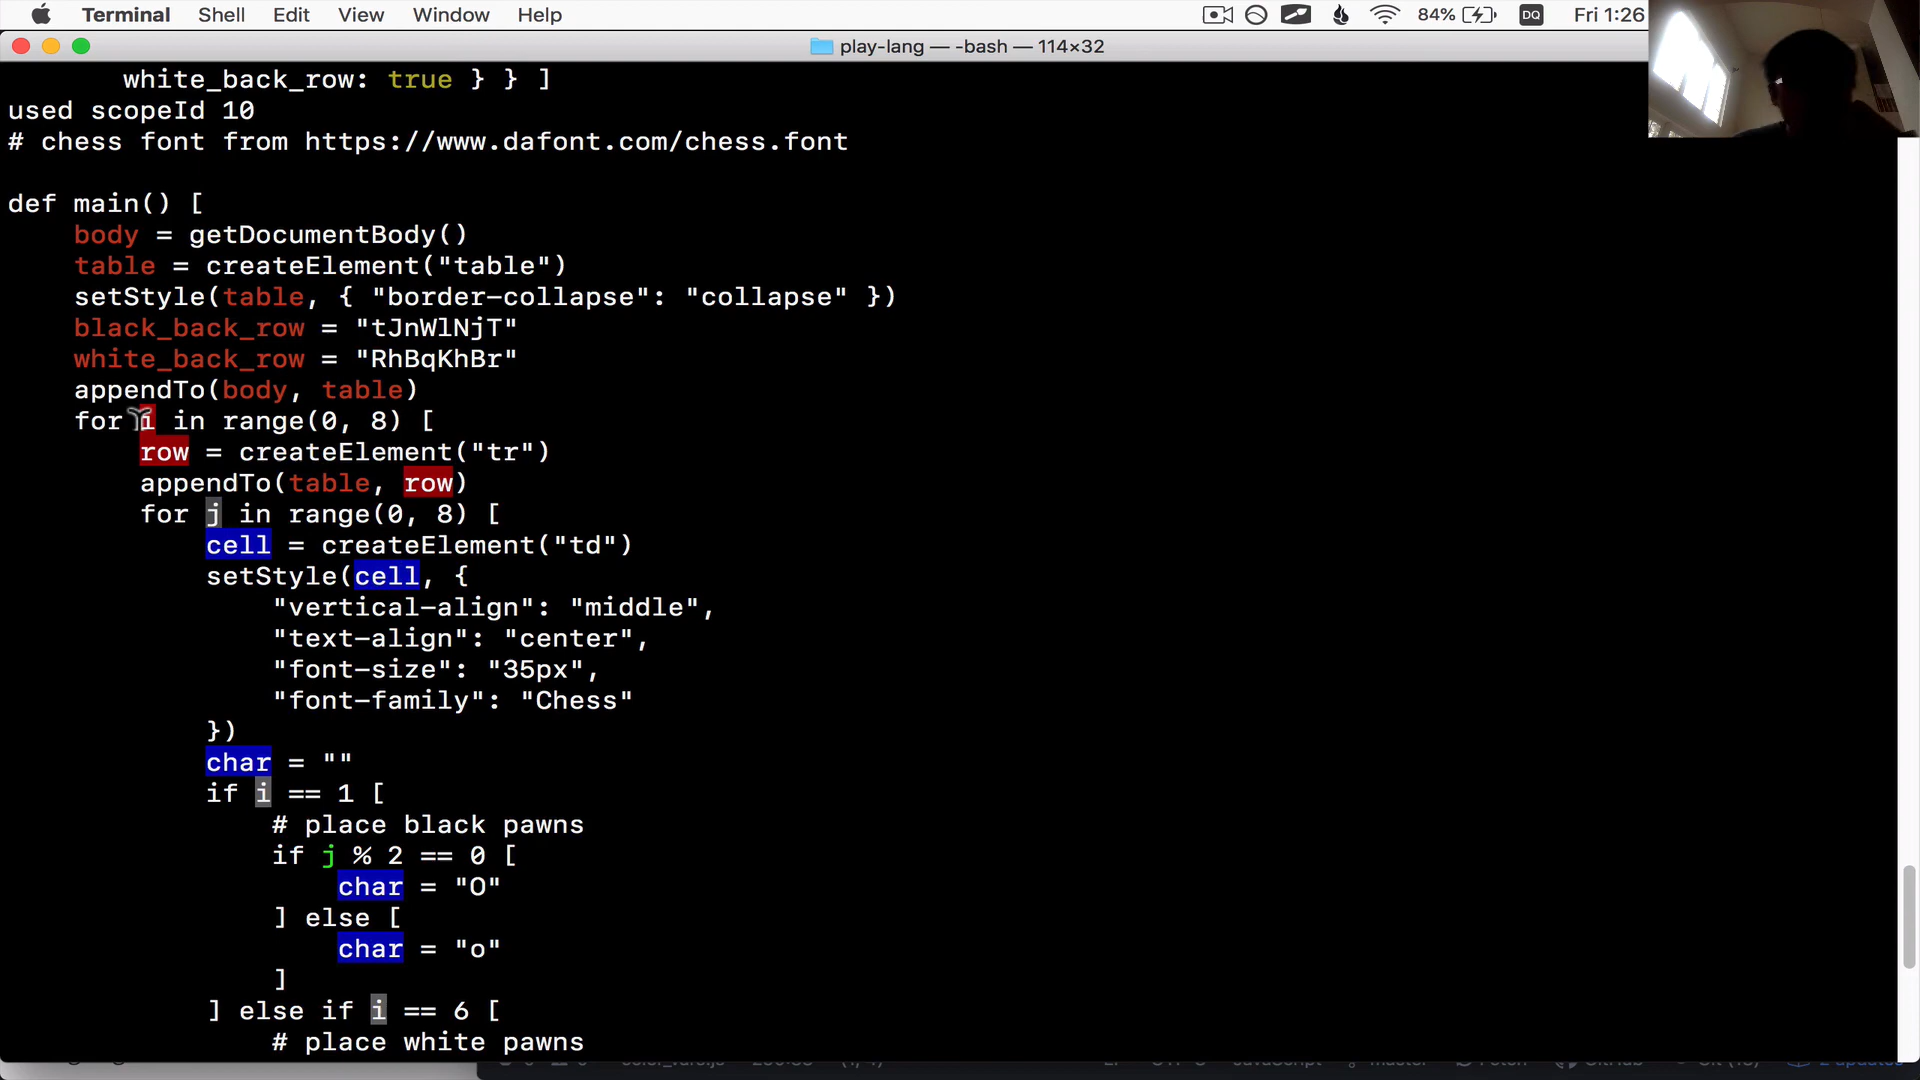 Terminal Shell Edit View Window Help 84% DQ Fri 1:26
play-lang — -bash — 114×32
white_back_row: true } } ]
used scopeId 10
# chess font from https://www.dafont.com/chess.font
def main() [
body = getDocumentBody()
table = createElement("table")
setStyle(table, { "border-collapse": "collapse" })
black_back_row = "tJnWlNjT"
white_back_row = "RhBqKhBr"
appendTo(body, table)
for i in range(0, 8) [
row = createElement("tr")
appendTo(table, row)
for j in range(0, 8) [
cell = createElement("td")
setStyle(cell, {
"vertical-align": "middle",
"text-align": "center",
"font-size": "35px",
"font-family": "Chess"
})
char = ""
if i == 1 [
# place black pawns
if j % 2 == 0 [
char = "O"
] else [
char = "o"
]
] else if i == 6 [
# place white pawns